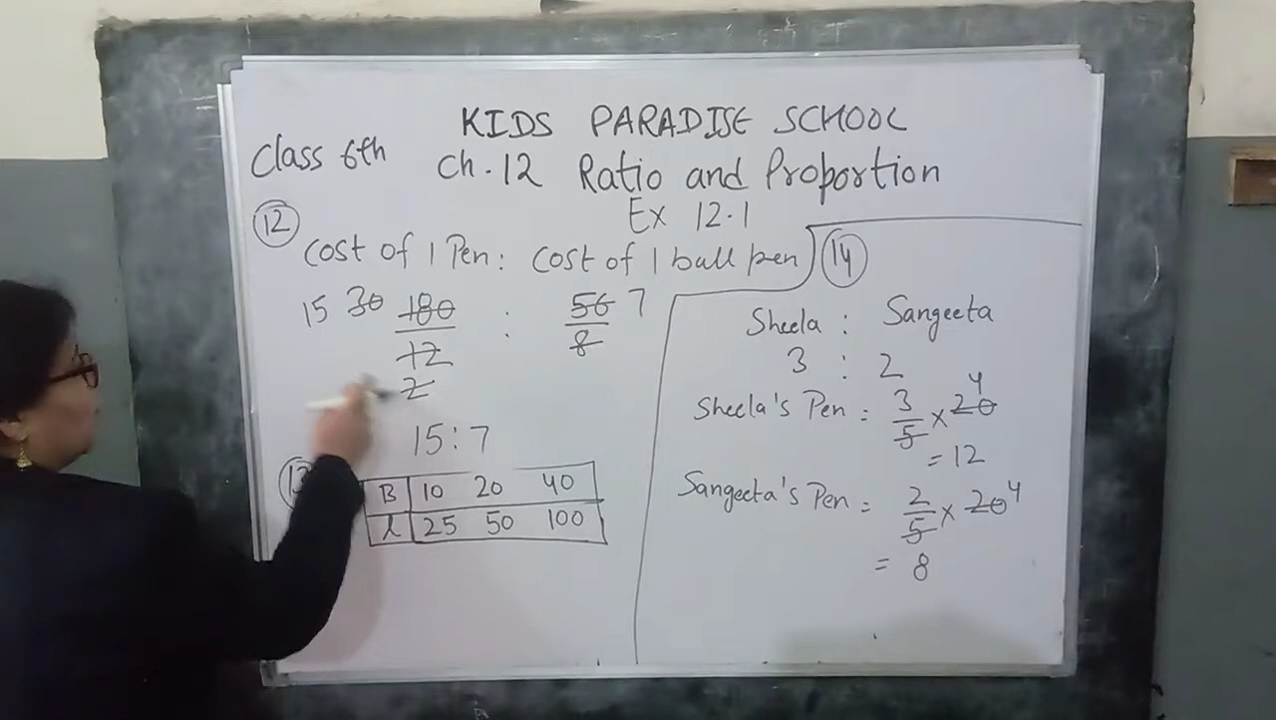 KIDS PARADISE SCHOOL
Class 6th Ch. 12 Ratio and Proportion
Ex 12.1
12
Cost of 1 Pen : Cost of 1 ball pen
15 30 180 : 56 7
12 8
2
15 : 7
13
B 10 20 40
l 25 50 100
14
Sheela : Sangeeta
3 : 2
4
Sheela's Pen = 3/5 x 20
= 12
Sangeeta's Pen = 2/5 x 20 4
= 8